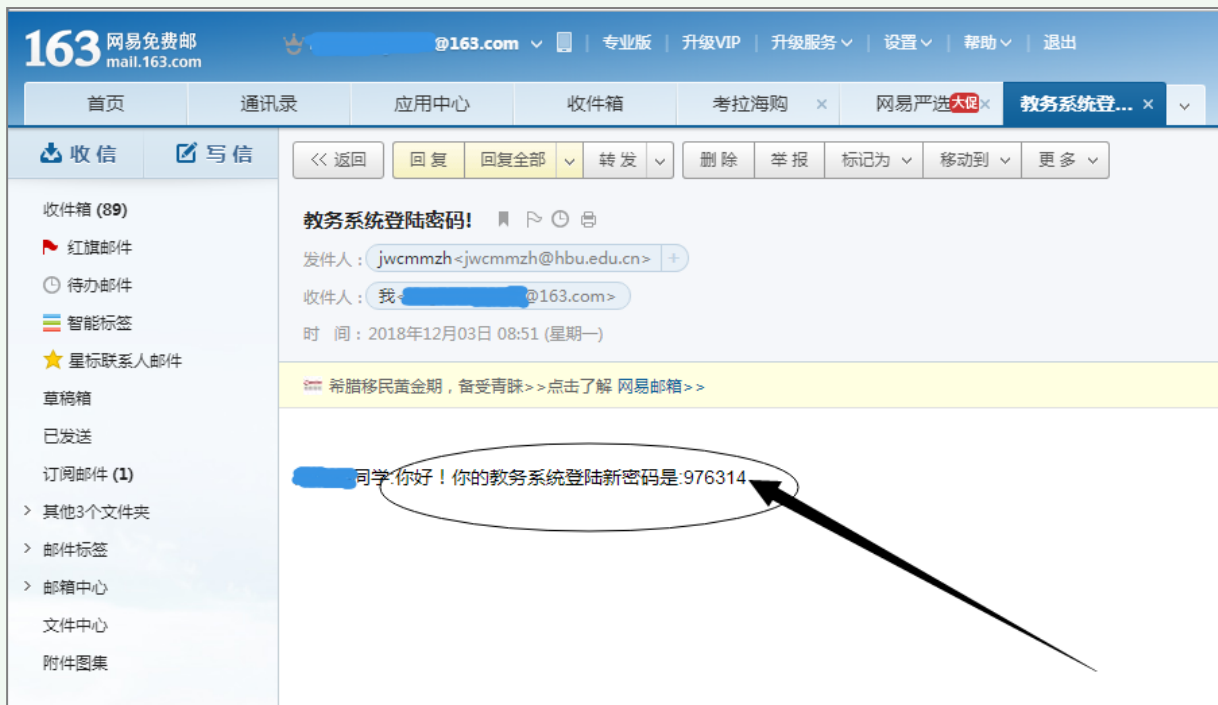 163 网易免费邮
mail.163.com
@163.com 专业版 升级VIP 升级服务 设置 帮助 退出
首页 通讯录 应用中心 收件箱 考拉海购 × 网易严选大促× 教务系统登... ×
收信 写信
<< 返回 回复 回复全部 转发 删除 举报 标记为 移动到 更多
收件箱 (89)
红旗邮件
待办邮件
智能标签
星标联系人邮件
草稿箱
已发送
订阅邮件 (1)
其他3个文件夹
邮件标签
邮箱中心
文件中心
附件图集
教务系统登陆密码!
发件人：jwcmmzh<jwcmmzh@hbu.edu.cn> +
收件人：我<@163.com>
时 间：2018年12月03日 08:51 (星期一)
希腊移民黄金期，备受青睐>>点击了解 网易邮箱>>
同学:你好！你的教务系统登陆新密码是:976314